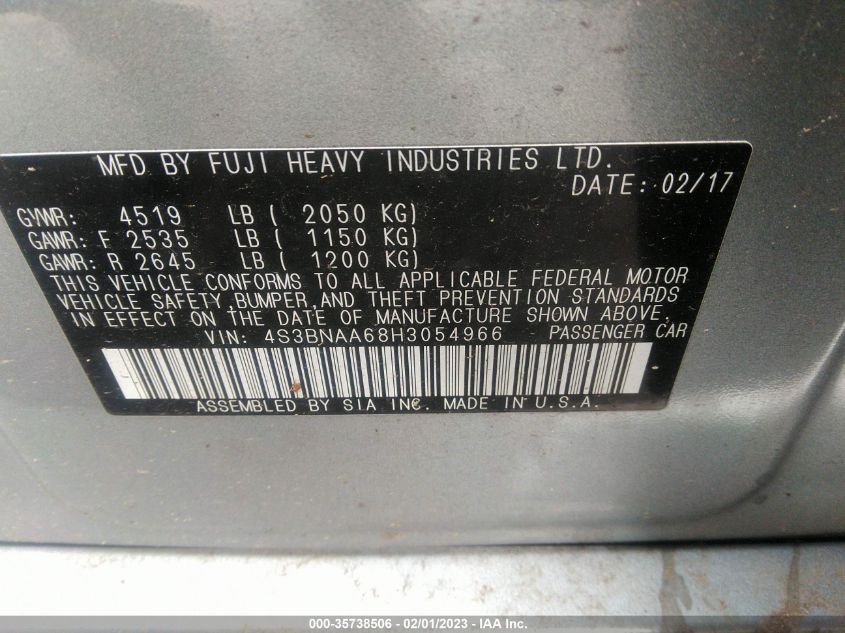 MFD BY FUJI HEAVY INDUSTRIES LTD.
DATE: 02/17
GVWR: 4519 LB ( 2050 KG)
GAWR: F 2535 LB ( 1150 KG)
GAWR: R 2645 LB ( 1200 KG)
THIS VEHICLE CONFORMS TO ALL APPLICABLE FEDERAL MOTOR
VEHICLE SAFETY,BUMPER,AND THEFT PREVENTION STANDARDS
IN EFFECT ON THE DATE OF MANUFACTURE SHOWN ABOVE.
VIN: 4S3BNAA68H3054966 PASSENGER CAR
ASSEMBLED BY SIA INC. MADE IN U.S.A.
000-35738506 - 02/01/2023 - IAA Inc.